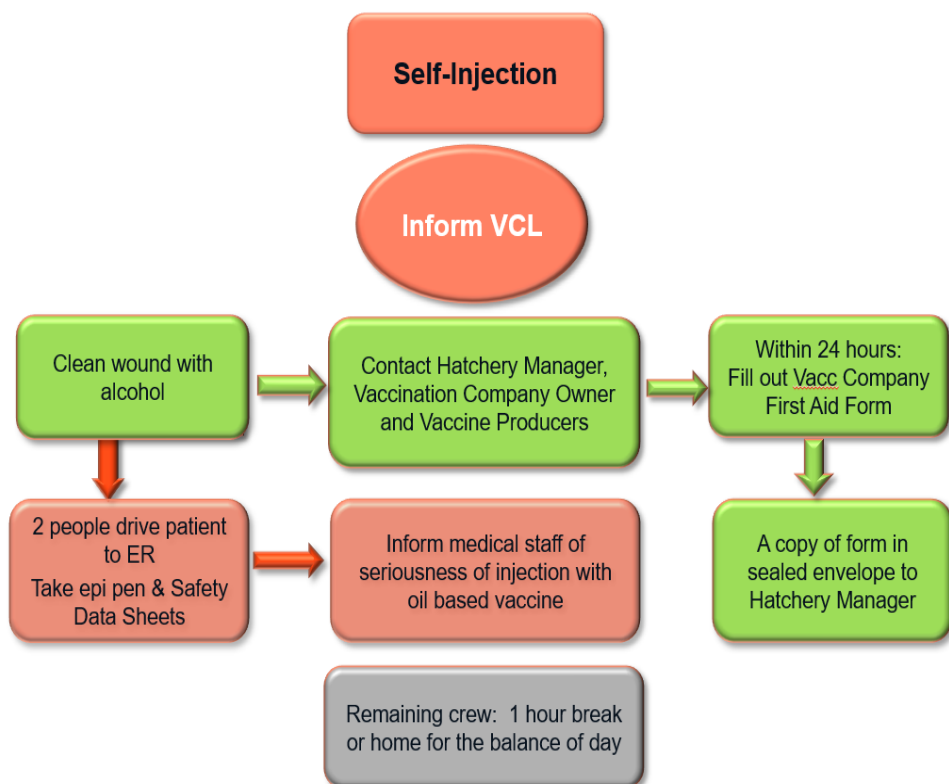 Self-Injection
Inform VCL
Clean wound with
alcohol
Contact Hatchery Manager,
Vaccination Company Owner
and Vaccine Producers
Within 24 hours:
Fill out Vacc Company
First Aid Form
2 people drive patient
to ER
Take epi pen & Safety
Data Sheets
Inform medical staff of
seriousness of injection with
oil based vaccine
A copy of form in
sealed envelope to
Hatchery Manager
Remaining crew: 1 hour break
or home for the balance of day